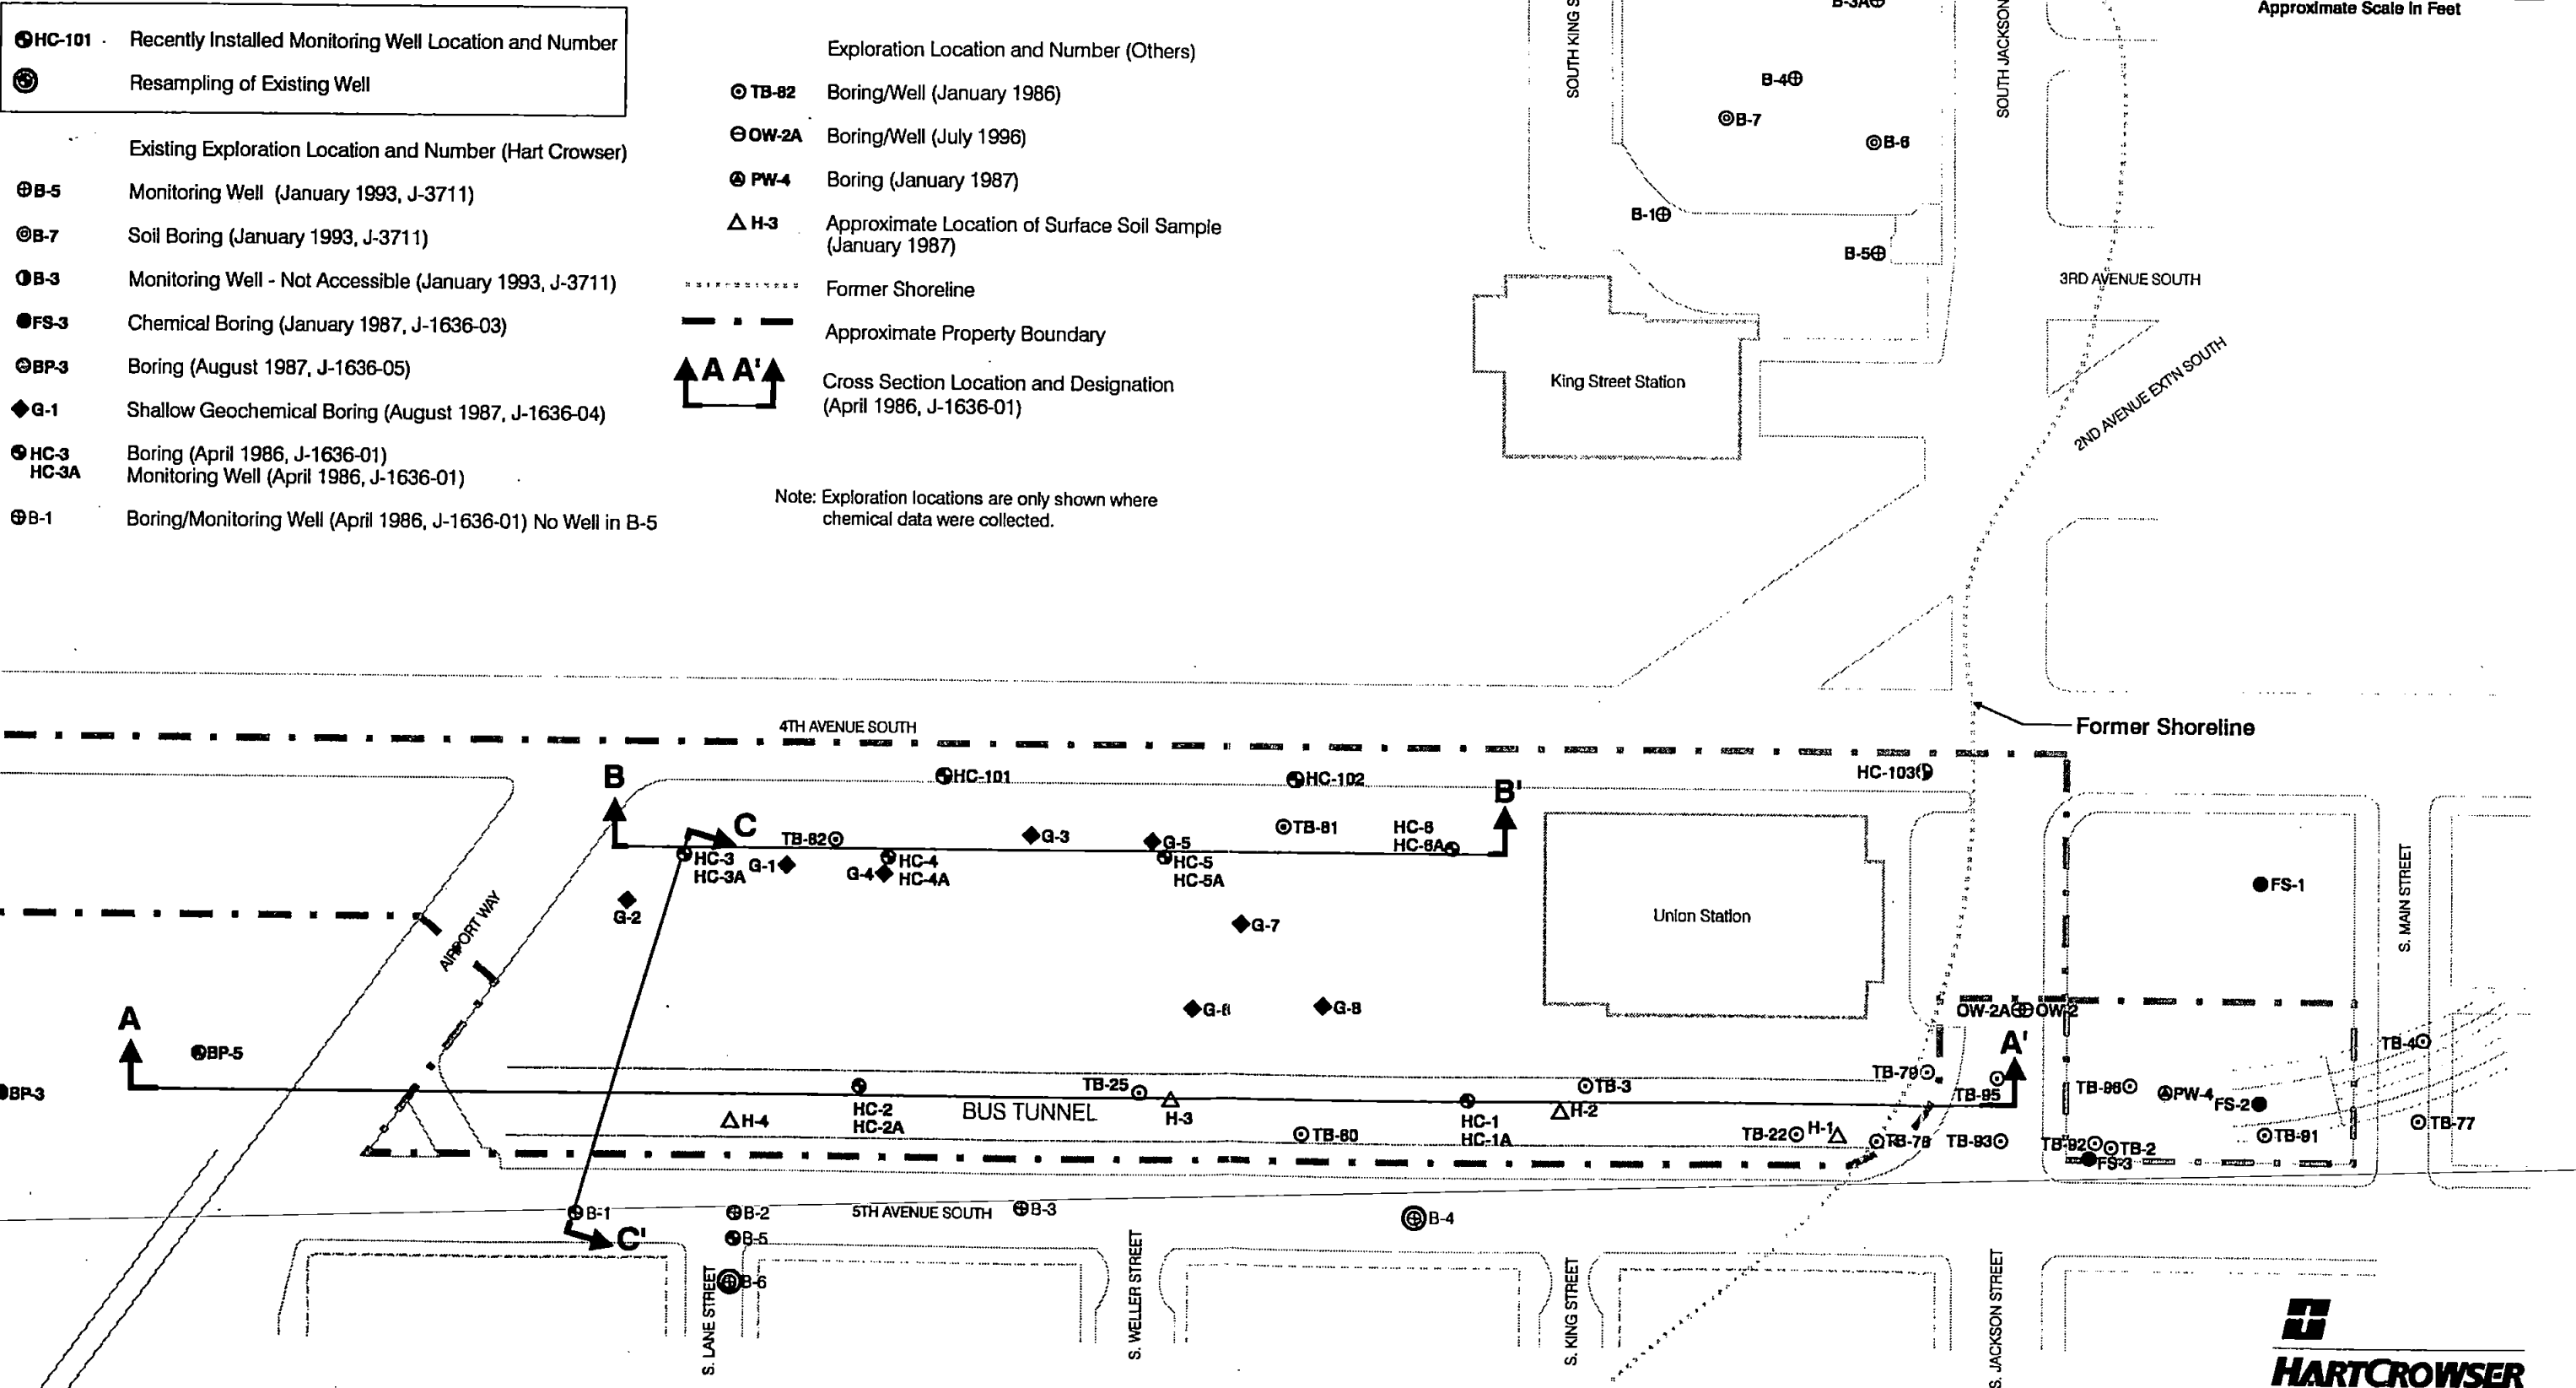 HC-101
Recently Installed Monitoring Well Location and Number
Resampling of Existing Well
Existing Exploration Location and Number (Hart Crowser)
B-5
Monitoring Well (January 1993, J-3711)
B-7
Soil Boring (January 1993, J-3711)
B-3
Monitoring Well - Not Accessible (January 1993, J-3711)
FS-3
Chemical Boring (January 1987, J-1636-03)
BP-3
Boring (August 1987, J-1636-05)
G-1
Shallow Geochemical Boring (August 1987, J-1636-04)
HC-3
Boring (April 1986, J-1636-01)
HC-3A
Monitoring Well (April 1986, J-1636-01)
B-1
Boring/Monitoring Well (April 1986, J-1636-01) No Well in B-5
Exploration Location and Number (Others)
TB-82
Boring/Well (January 1986)
OW-2A
Boring/Well (July 1996)
PW-4
Boring (January 1987)
H-3
Approximate Location of Surface Soil Sample
(January 1987)
Former Shoreline
Approximate Property Boundary
A A'
Cross Section Location and Designation
(April 1986, J-1636-01)
Note: Exploration locations are only shown where
chemical data were collected.
Approximate Scale in Feet
SOUTH KING
SOUTH JACKSON
B-3A
B-4
B-7
B-6
B-1
B-5
3RD AVENUE SOUTH
2ND AVENUE EXT'N SOUTH
King Street Station
Former Shoreline
4TH AVENUE SOUTH
HC-101
HC-102
HC-103
B
B'
C
TB-82
G-3
G-5
TB-81
HC-6
HC-6A
HC-3
HC-3A
G-1
G-4
HC-4
HC-4A
HC-5
HC-5A
G-2
G-7
G-6
G-8
AIRPORT WAY
Union Station
FS-1
S. MAIN STREET
OW-2A
OW-2
A
A'
BP-5
BP-3
TB-25
TB-3
TB-79
TB-95
TB-96
PW-4
FS-2
TB-4
HC-2
HC-2A
BUS TUNNEL
H-4
H-3
HC-1
HC-1A
H-2
TB-80
TB-22
H-1
TB-78
TB-93
TB-92
TB-2
FS-3
TB-91
TB-77
B-1
B-2
5TH AVENUE SOUTH
B-3
B-4
C'
B-5
B-6
S. LANE STREET
S. WELLER STREET
S. KING STREET
S. JACKSON STREET
HARTCROWSER